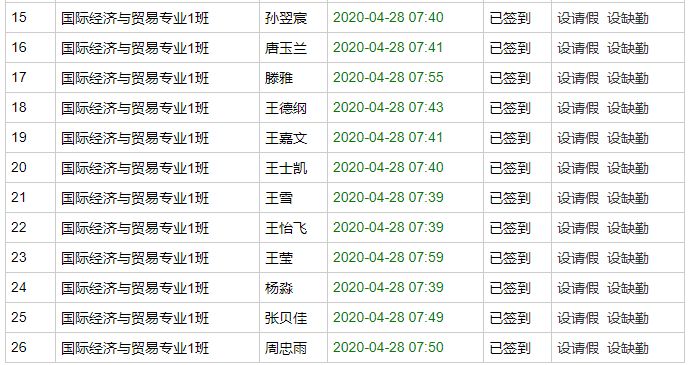 15 国际经济与贸易专业1班 孙翌宸 2020-04-28 07:40 已签到 设请假 设缺勤
16 国际经济与贸易专业1班 唐玉兰 2020-04-28 07:41 已签到 设请假 设缺勤
17 国际经济与贸易专业1班 滕雅 2020-04-28 07:55 已签到 设请假 设缺勤
18 国际经济与贸易专业1班 王德纲 2020-04-28 07:43 已签到 设请假 设缺勤
19 国际经济与贸易专业1班 王嘉文 2020-04-28 07:41 已签到 设请假 设缺勤
20 国际经济与贸易专业1班 王士凯 2020-04-28 07:40 已签到 设请假 设缺勤
21 国际经济与贸易专业1班 王雪 2020-04-28 07:39 已签到 设请假 设缺勤
22 国际经济与贸易专业1班 王怡飞 2020-04-28 07:39 已签到 设请假 设缺勤
23 国际经济与贸易专业1班 王莹 2020-04-28 07:59 已签到 设请假 设缺勤
24 国际经济与贸易专业1班 杨淼 2020-04-28 07:39 已签到 设请假 设缺勤
25 国际经济与贸易专业1班 张贝佳 2020-04-28 07:49 已签到 设请假 设缺勤
26 国际经济与贸易专业1班 周忠雨 2020-04-28 07:50 已签到 设请假 设缺勤